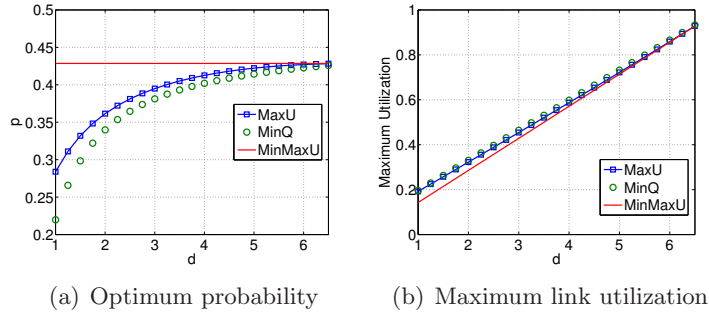 0.5
0.45
0.4
0.35
0.3
0.25
0.2
p
1 2 3 4 5 6
d
MaxU
MinQ
MinMaxU
(a) Optimum probability
1
0.8
0.6
0.4
0.2
0
Maximum Utilization
1 2 3 4 5 6
d
MaxU
MinQ
MinMaxU
(b) Maximum link utilization